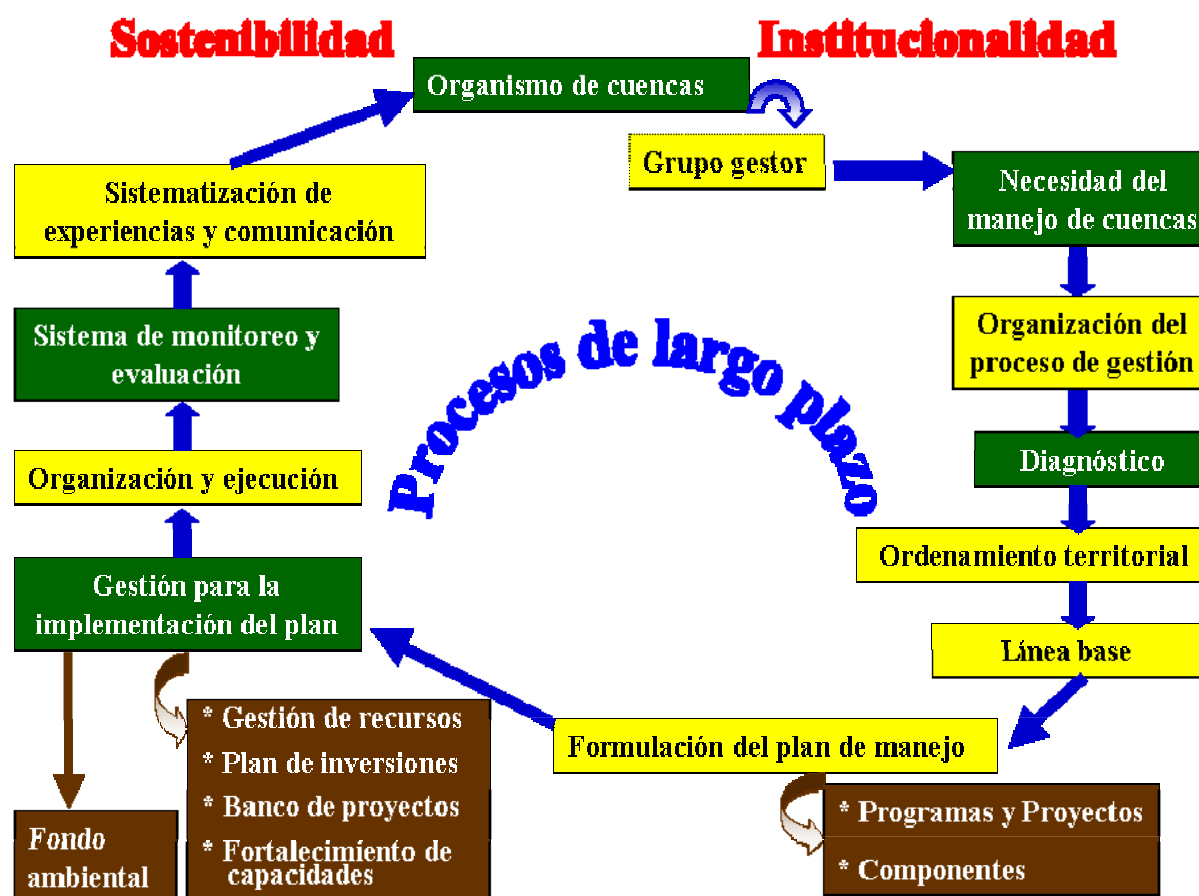 Sostenibilidad
Institucionalidad
Organismo de cuencas
Grupo gestor
Necesidad del
manejo de cuencas
Organización del
proceso de gestión
Diagnóstico
Ordenamiento territorial
Línea base
Formulación del plan de manejo
* Programas y Proyectos
* Componentes
Gestión para la
implementación del plan
* Gestión de recursos
* Plan de inversiones
* Banco de proyectos
* Fortalecimiento de
capacidades
Fondo
ambiental
Organización y ejecución
Sistema de monitoreo y
evaluación
Sistematización de
experiencias y comunicación
Procesos de largo plazo